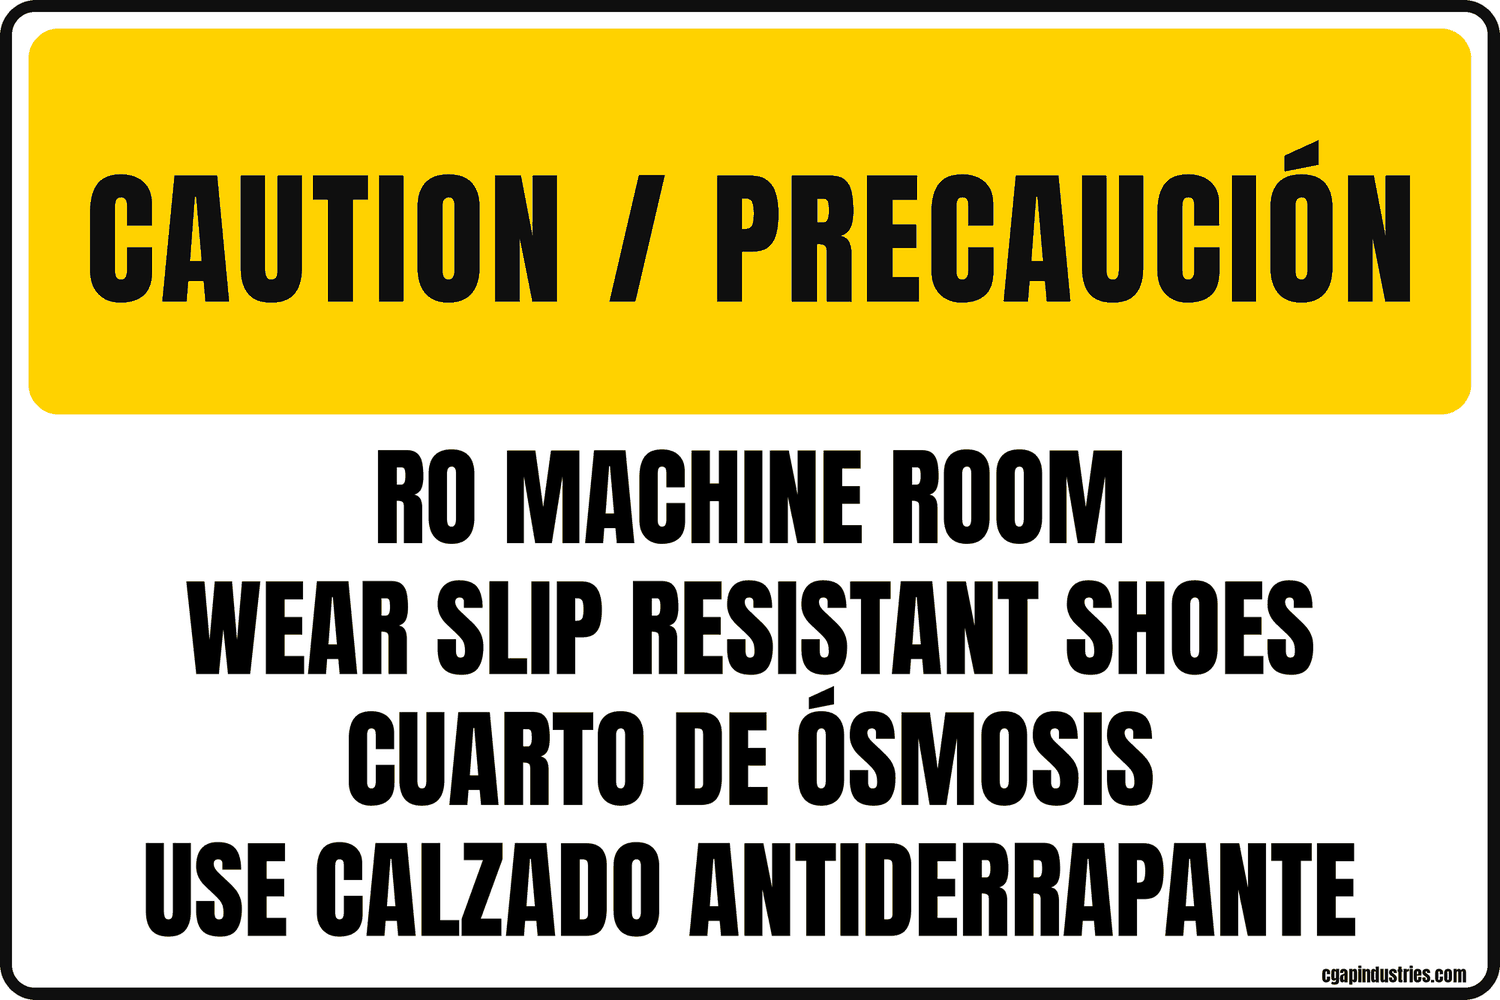 CAUTION / PRECAUCIÓN
RO MACHINE ROOM
WEAR SLIP RESISTANT SHOES
CUARTO DE ÓSMOSIS
USE CALZADO ANTIDERRAPANTE
cgapindustries.com